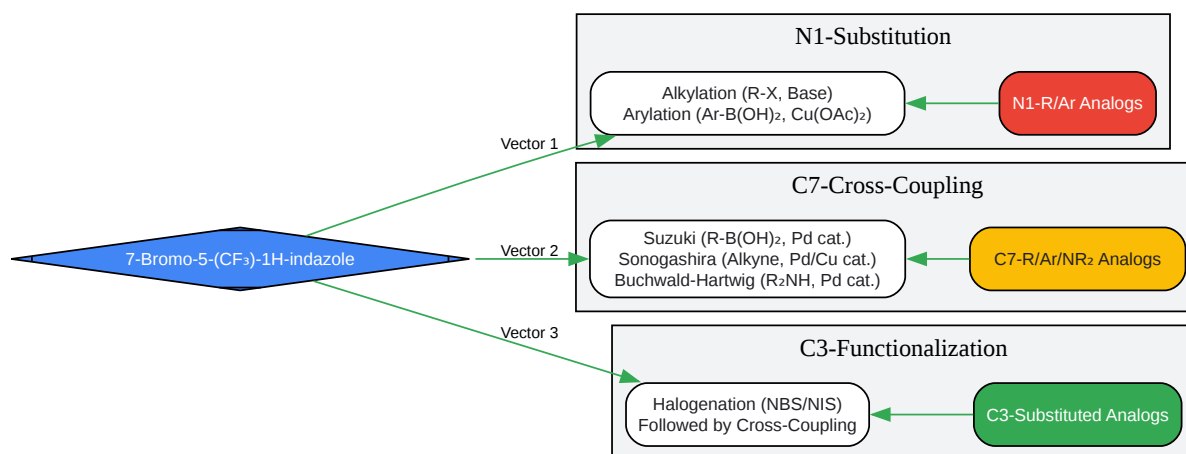 N1-Substitution
Alkylation (R-X, Base)
Arylation (Ar-B(OH)₂, Cu(OAc)₂)
N1-R/Ar Analogs
Vector 1
C7-Cross-Coupling
7-Bromo-5-(CF₃)-1H-indazole
Vector 2
Suzuki (R-B(OH)₂, Pd cat.)
Sonogashira (Alkyne, Pd/Cu cat.)
Buchwald-Hartwig (R₂NH, Pd cat.)
C7-R/Ar/NR₂ Analogs
Vector 3
C3-Functionalization
Halogenation (NBS/NIS)
Followed by Cross-Coupling
C3-Substituted Analogs